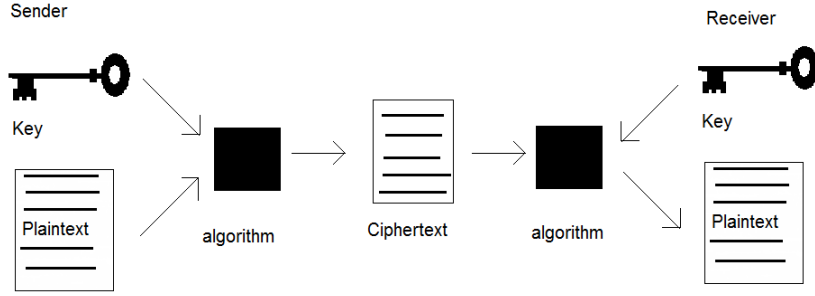 Sender
Receiver
Key
Key
Plaintext
Plaintext
algorithm
Ciphertext
algorithm